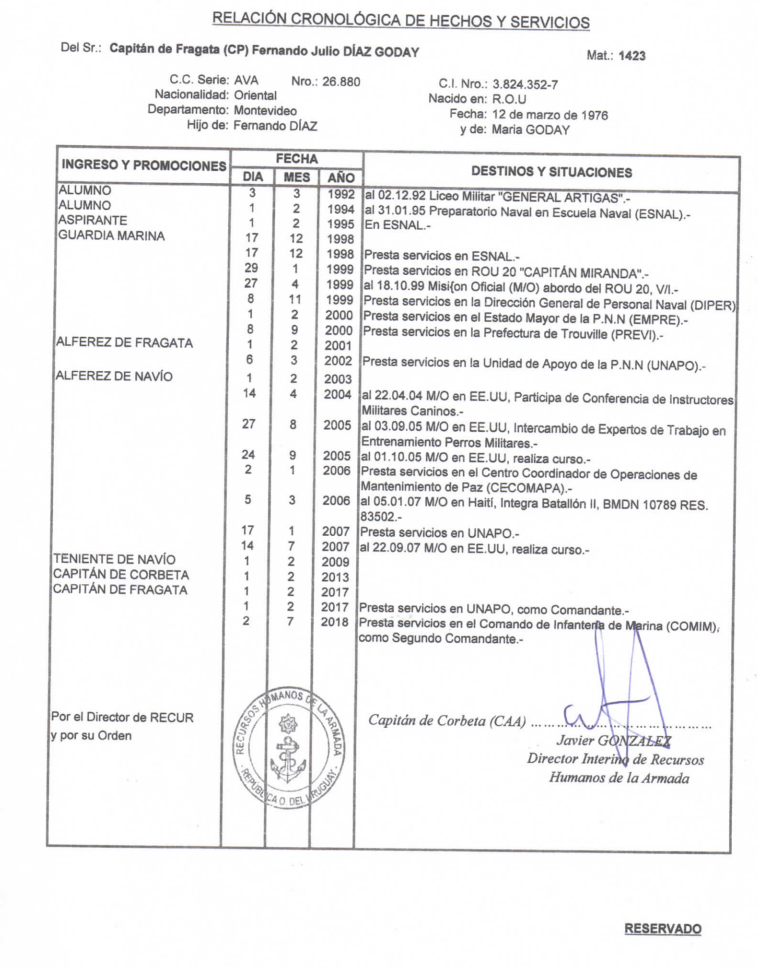 RELACIÓN CRONOLÓGICA DE HECHOS Y SERVICIOS
Del Sr.: Capitán de Fragata (CP) Fernando Julio DÍAZ GODAY Mat.: 1423
C.C. Serie: AVA Nro.: 26.880 C.I. Nro.: 3.824.352-7
Nacionalidad: Oriental Nacido en: R.O.U
Departamento: Montevideo Fecha: 12 de marzo de 1976
Hijo de: Fernando DÍAZ y de: Maria GODAY
INGRESO Y PROMOCIONES FECHA DESTINOS Y SITUACIONES
DIA MES AÑO
ALUMNO 3 3 1992 al 02.12.92 Liceo Militar "GENERAL ARTIGAS".-
ALUMNO 1 2 1994 al 31.01.95 Preparatorio Naval en Escuela Naval (ESNAL).-
ASPIRANTE 1 2 1995 En ESNAL.-
GUARDIA MARINA 17 12 1998
17 12 1998 Presta servicios en ESNAL.-
29 1 1999 Presta servicios en ROU 20 "CAPITÁN MIRANDA".-
27 4 1999 al 18.10.99 Misi{on Oficial (M/O) abordo del ROU 20, V/I.-
8 11 1999 Presta servicios en la Dirección General de Personal Naval (DIPER)
1 2 2000 Presta servicios en el Estado Mayor de la P.N.N (EMPRE).-
8 9 2000 Presta servicios en la Prefectura de Trouville (PREVI).-
ALFEREZ DE FRAGATA 1 2 2001
6 3 2002 Presta servicios en la Unidad de Apoyo de la P.N.N (UNAPO).-
ALFEREZ DE NAVÍO 1 2 2003
14 4 2004 al 22.04.04 M/O en EE.UU, Participa de Conferencia de Instructores
Militares Caninos.-
27 8 2005 al 03.09.05 M/O en EE.UU, Intercambio de Expertos de Trabajo en
Entrenamiento Perros Militares.-
24 9 2005 al 01.10.05 M/O en EE.UU, realiza curso.-
2 1 2006 Presta servicios en el Centro Coordinador de Operaciones de
Mantenimiento de Paz (CECOMAPA).-
5 3 2006 al 05.01.07 M/O en Haití, Integra Batallón II, BMDN 10789 RES.
83502.-
17 1 2007 Presta servicios en UNAPO.-
14 7 2007 al 22.09.07 M/O en EE.UU, realiza curso.-
TENIENTE DE NAVÍO 1 2 2009
CAPITÁN DE CORBETA 1 2 2013
CAPITÁN DE FRAGATA 1 2 2017
1 2 2017 Presta servicios en UNAPO, como Comandante.-
2 7 2018 Presta servicios en el Comando de Infantería de Marina (COMIM),
como Segundo Comandante.-
RECURSOS HUMANOS DE LA ARMADA
- REPUBLICA O. DEL URUGUAY -
Por el Director de RECUR Capitán de Corbeta (CAA) ........................
y por su Orden Javier GONZALEZ
Director Interino de Recursos
Humanos de la Armada
RESERVADO